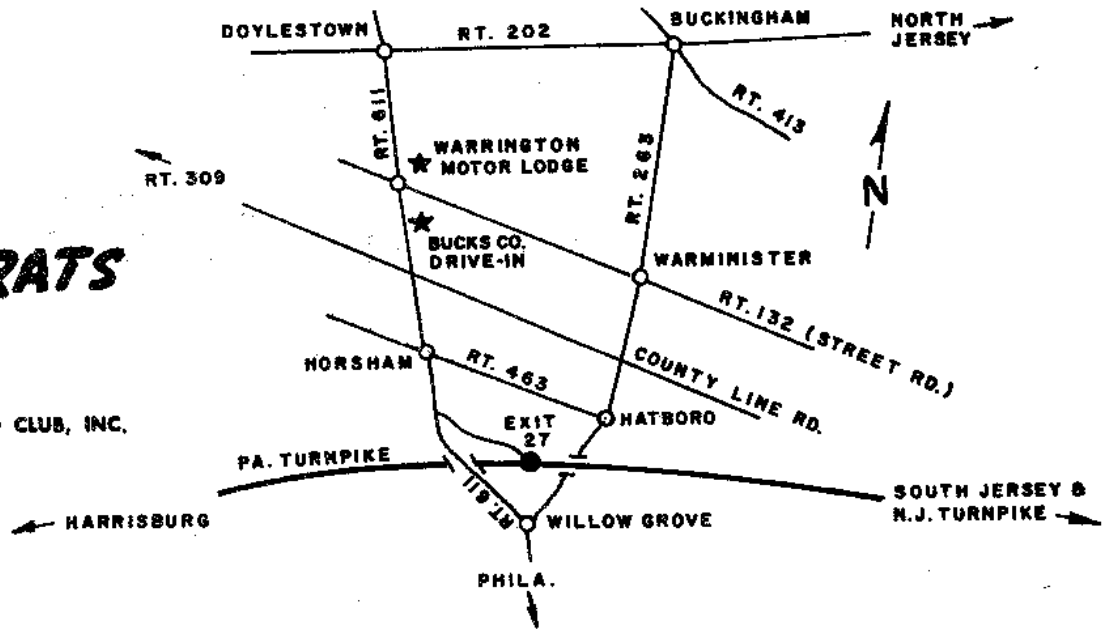 DOYLESTOWN
RT. 202
BUCKINGHAM
NORTH
JERSEY
RT. 611
RT. 413
WARRINGTON
MOTOR LODGE
RT. 309
RT. 263
N
BUCKS CO.
DRIVE-IN
RATS
WARMINISTER
RT. 132 (STREET RD.)
HORSHAM
RT. 463
COUNTY LINE RD.
CLUB, INC.
EXIT
27
HATBORO
PA. TURNPIKE
RT. 611
SOUTH JERSEY &
N.J. TURNPIKE
HARRISBURG
WILLOW GROVE
PHILA.